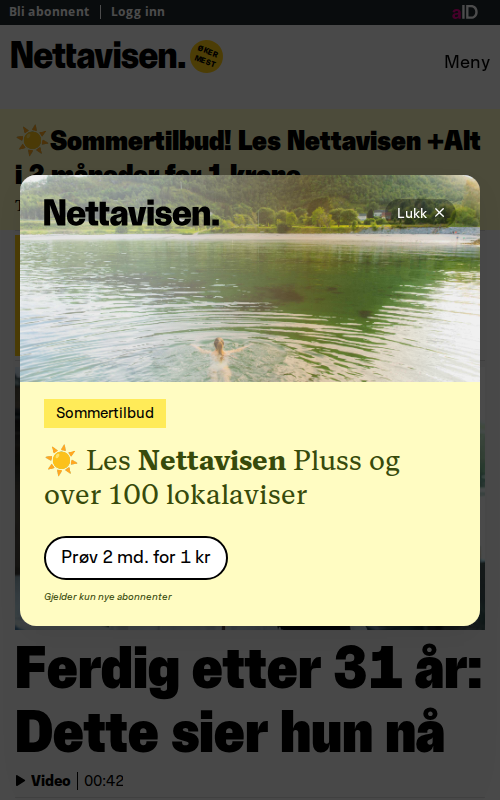 Bli abonnent | Logg inn
aID
Nettavisen.
ØKER
MEST
Meny
Sommertilbud! Les Nettavisen +Alt
i 2 måneder for 1 krone
Nettavisen.
Lukk ✕
Sommertilbud
Les Nettavisen Pluss og
over 100 lokalaviser
Prøv 2 md. for 1 kr
Gjelder kun nye abonnenter
Ferdig etter 31 år:
Dette sier hun nå
Video | 00:42